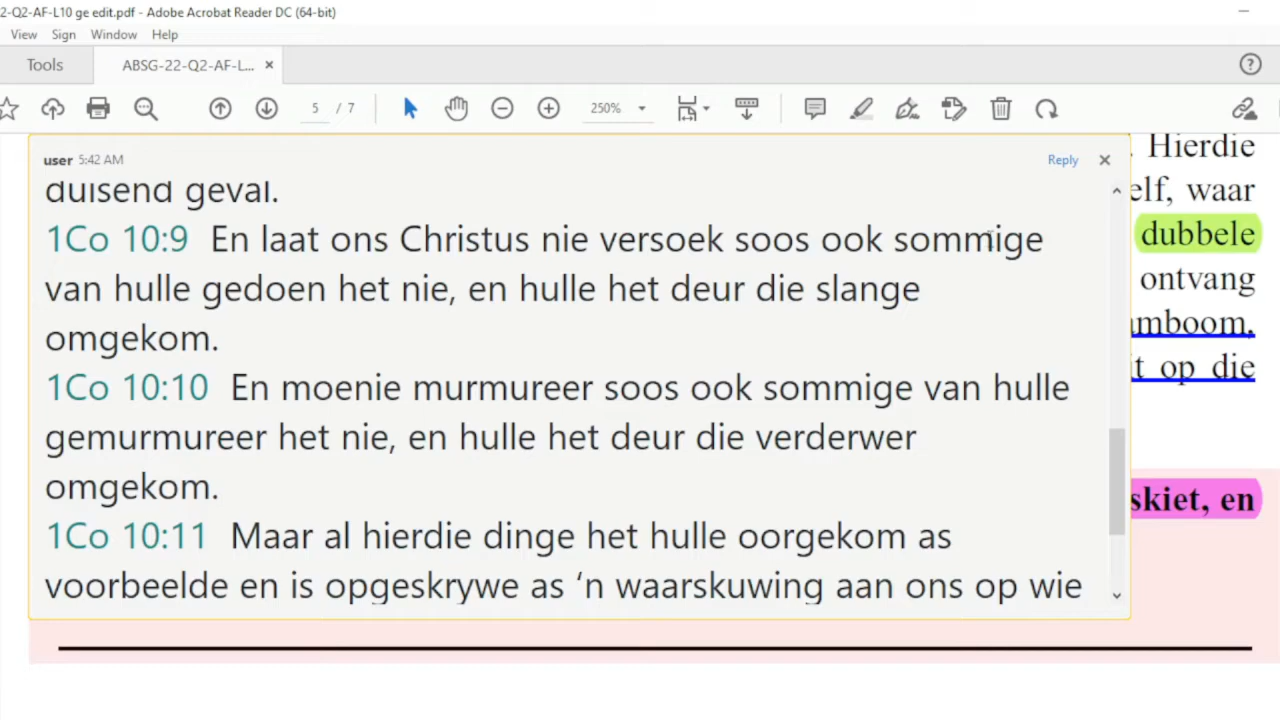 2-Q2-AF-L10 ge edit.pdf - Adobe Acrobat Reader DC (64-bit)
View Sign Window Help
Tools ABSG-22-Q2-AF-L... ×
5 / 7 250%
user 5:42 AM Reply
duisend geval.
1Co 10:9 En laat ons Christus nie versoek soos ook sommige
van hulle gedoen het nie, en hulle het deur die slange
omgekom.
1Co 10:10 En moenie murmureer soos ook sommige van hulle
gemurmureer het nie, en hulle het deur die verderwer
omgekom.
1Co 10:11 Maar al hierdie dinge het hulle oorgekom as
voorbeelde en is opgeskrywe as ‘n waarskuwing aan ons op wie
. Hierdie
elf, waar
dubbele
ontvang
amboom,
it op die
skiet, en